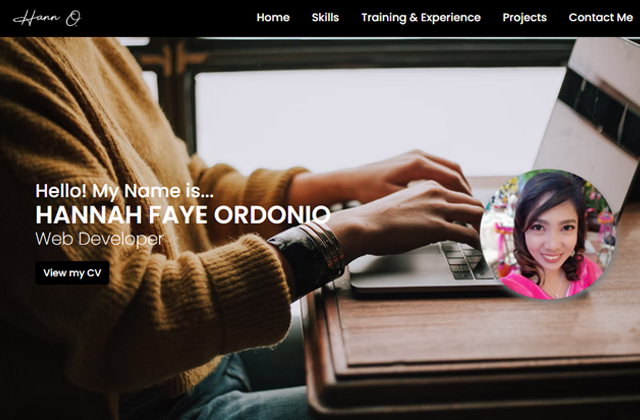 Hann O.
Home Skills Training & Experience Projects Contact Me
Hello! My Name is...
HANNAH FAYE ORDONIO
Web Developer
View my CV